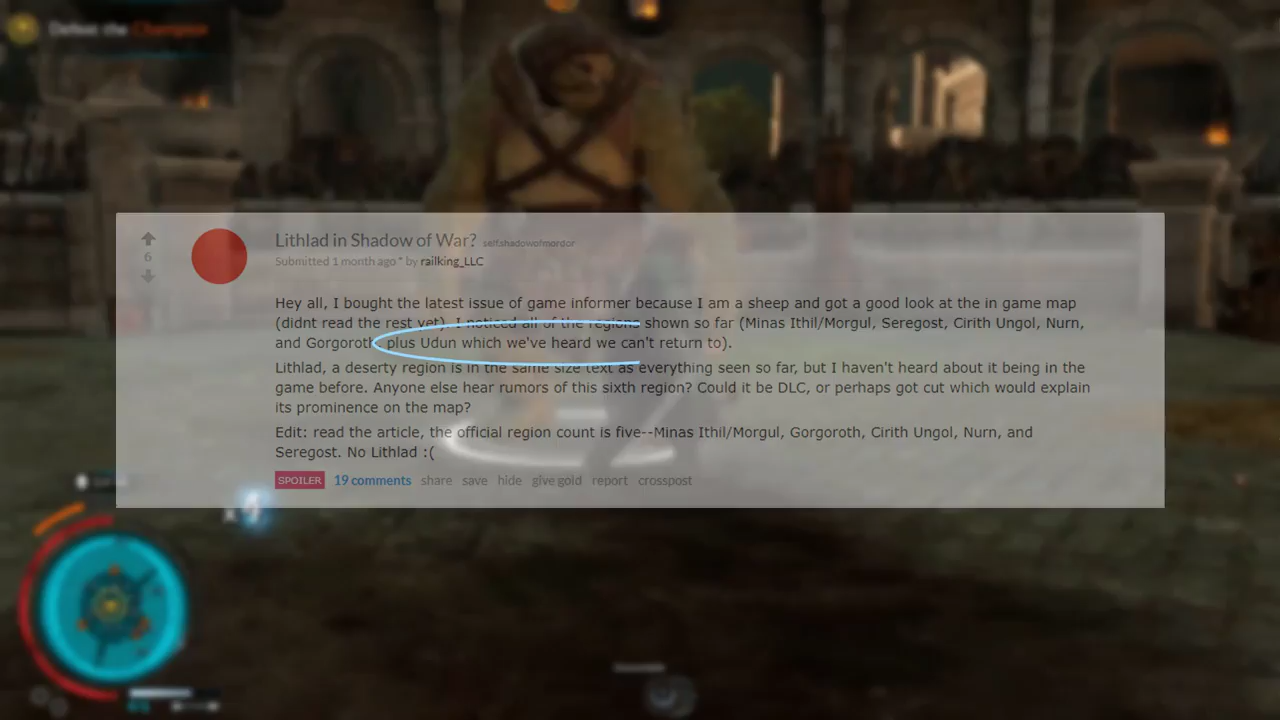 Defeat the Champion
Lithlad in Shadow of War? self.shadowofmordor
6
Submitted 1 month ago * by railking_LLC
Hey all, I bought the latest issue of game informer because I am a sheep and got a good look at the in game map
(didnt read the rest yet). I noticed all of the regions shown so far (Minas Ithil/Morgul, Seregost, Cirith Ungol, Nurn,
and Gorgoroth, plus Udun which we've heard we can't return to).
Lithlad, a deserty region is in the same size text as everything seen so far, but I haven't heard about it being in the
game before. Anyone else hear rumors of this sixth region? Could it be DLC, or perhaps got cut which would explain
its prominence on the map?
Edit: read the article, the official region count is five--Minas Ithil/Morgul, Gorgoroth, Cirith Ungol, Nurn, and
Seregost. No Lithlad :(
SPOILER 19 comments share save hide give gold report crosspost